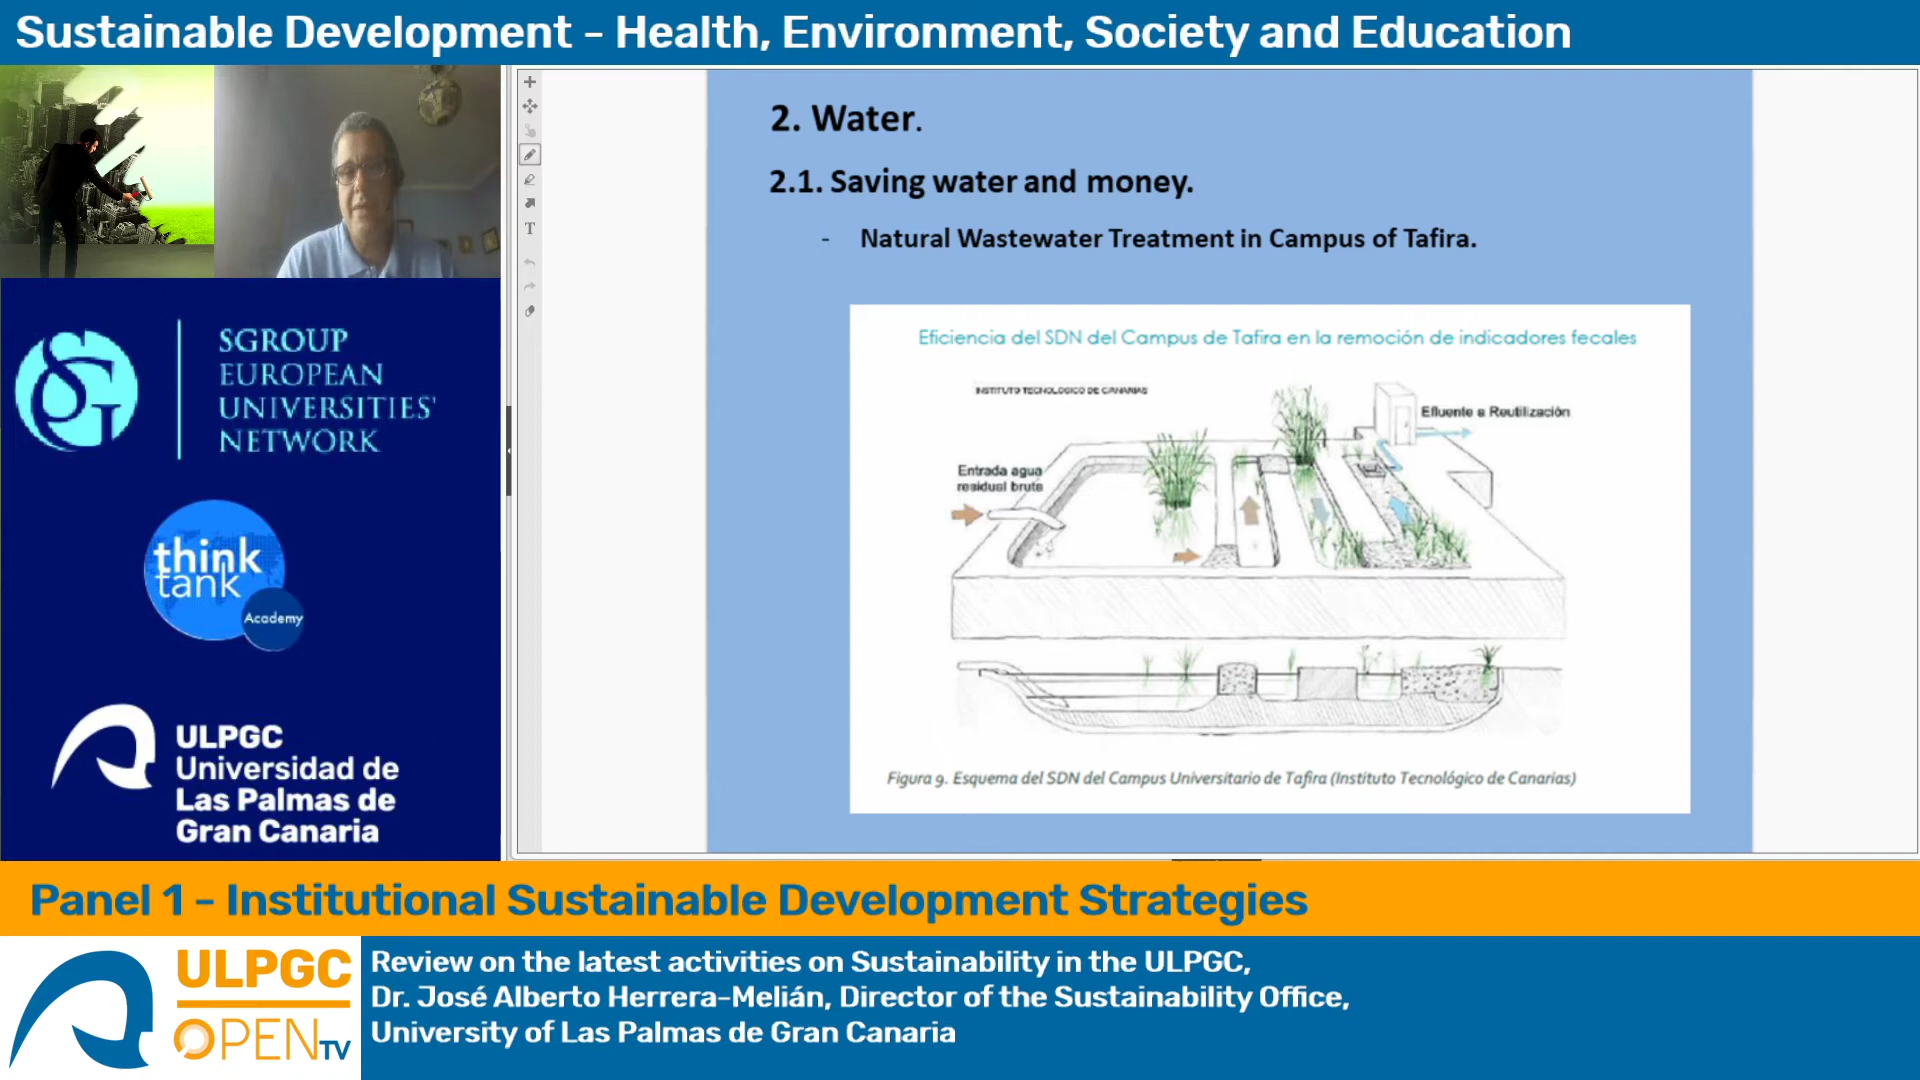 Sustainable Development - Health, Environment, Society and Education
SGROUP
EUROPEAN
UNIVERSITIES'
NETWORK
think
tank
Academy
ULPGC
Universidad de
Las Palmas de
Gran Canaria
T
2. Water.
2.1. Saving water and money.
- Natural Wastewater Treatment in Campus of Tafira.
Eficiencia del SDN del Campus de Tafira en la remoción de indicadores fecales
INSTITUTO TECNOLOGICO DE CANARIAS
Efluente a Reutilización
Entrada agua
residual bruta
Figura 9. Esquema del SDN del Campus Universitario de Tafira (Instituto Tecnológico de Canarias)
Panel 1 - Institutional Sustainable Development Strategies
ULPGC
OPENTV
Review on the latest activities on Sustainability in the ULPGC,
Dr. José Alberto Herrera-Melián, Director of the Sustainability Office,
University of Las Palmas de Gran Canaria